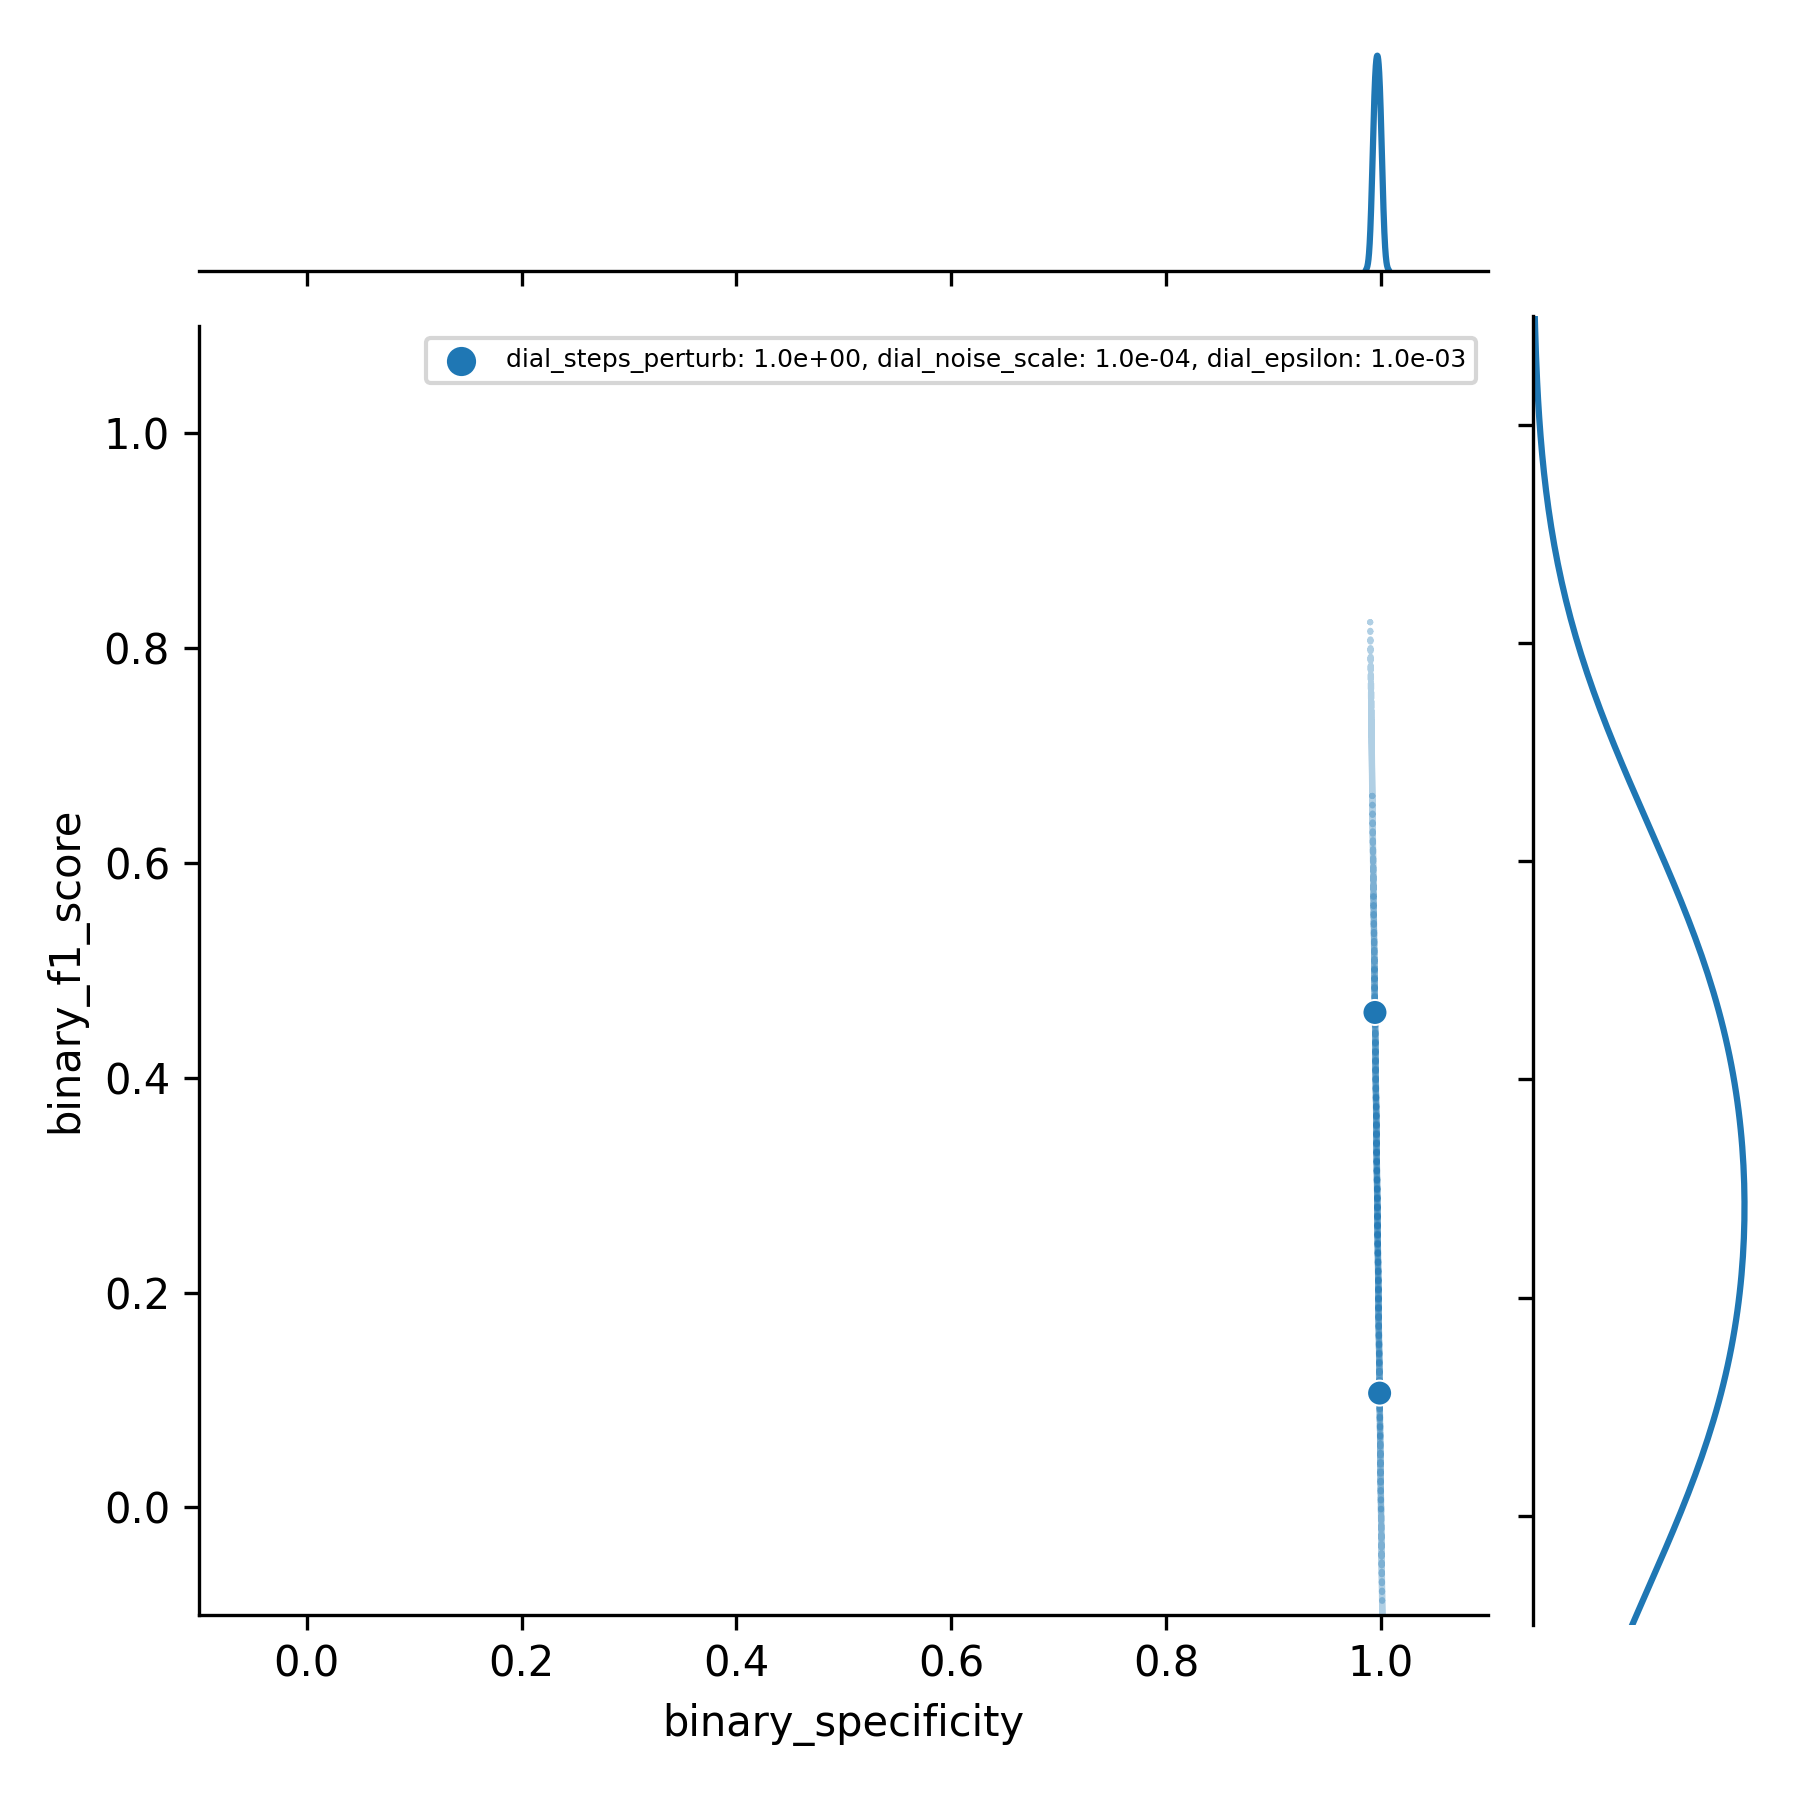 dial_steps_perturb: 1.0e+00, dial_noise_scale: 1.0e-04, dial_epsilon: 1.0e-03
1.0
0.8
0.6
0.4
0.2
0.0
binary_f1_score
0.0 0.2 0.4 0.6 0.8 1.0
binary_specificity